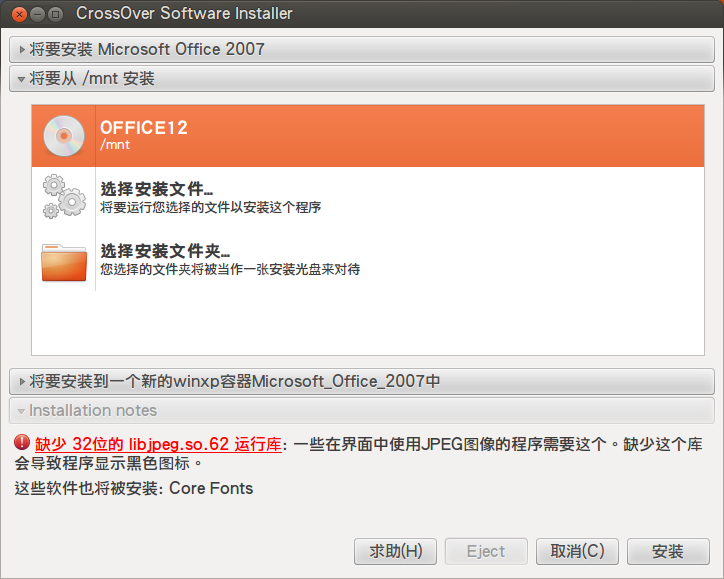 CrossOver Software Installer
将要安装 Microsoft Office 2007
将要从 /mnt 安装
OFFICE12
/mnt
选择安装文件...
将要运行您选择的文件以安装这个程序
选择安装文件夹...
您选择的文件夹将被当作一张安装光盘来对待
将要安装到一个新的winxp容器Microsoft_Office_2007中
Installation notes
缺少 32位的 libjpeg.so.62 运行库: 一些在界面中使用JPEG图像的程序需要这个。缺少这个库
会导致程序显示黑色图标。
这些软件也将被安装: Core Fonts
求助(H) Eject 取消(C) 安装